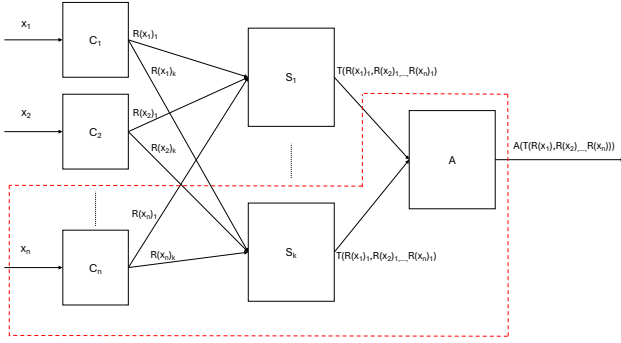 x₁
C₁
R(x₁)₁
R(x₁)ₖ
S₁
T(R(x₁)₁,R(x₂)₁,...,R(xₙ)₁)
x₂
C₂
R(x₂)₁
R(x₂)ₖ
A
A(T(R(x₁),R(x₂),...,R(xₙ)))
R(xₙ)₁
xₙ
Cₙ
R(xₙ)ₖ
Sₖ
T(R(x₁)₁,R(x₂)₁,...,R(xₙ)₁)